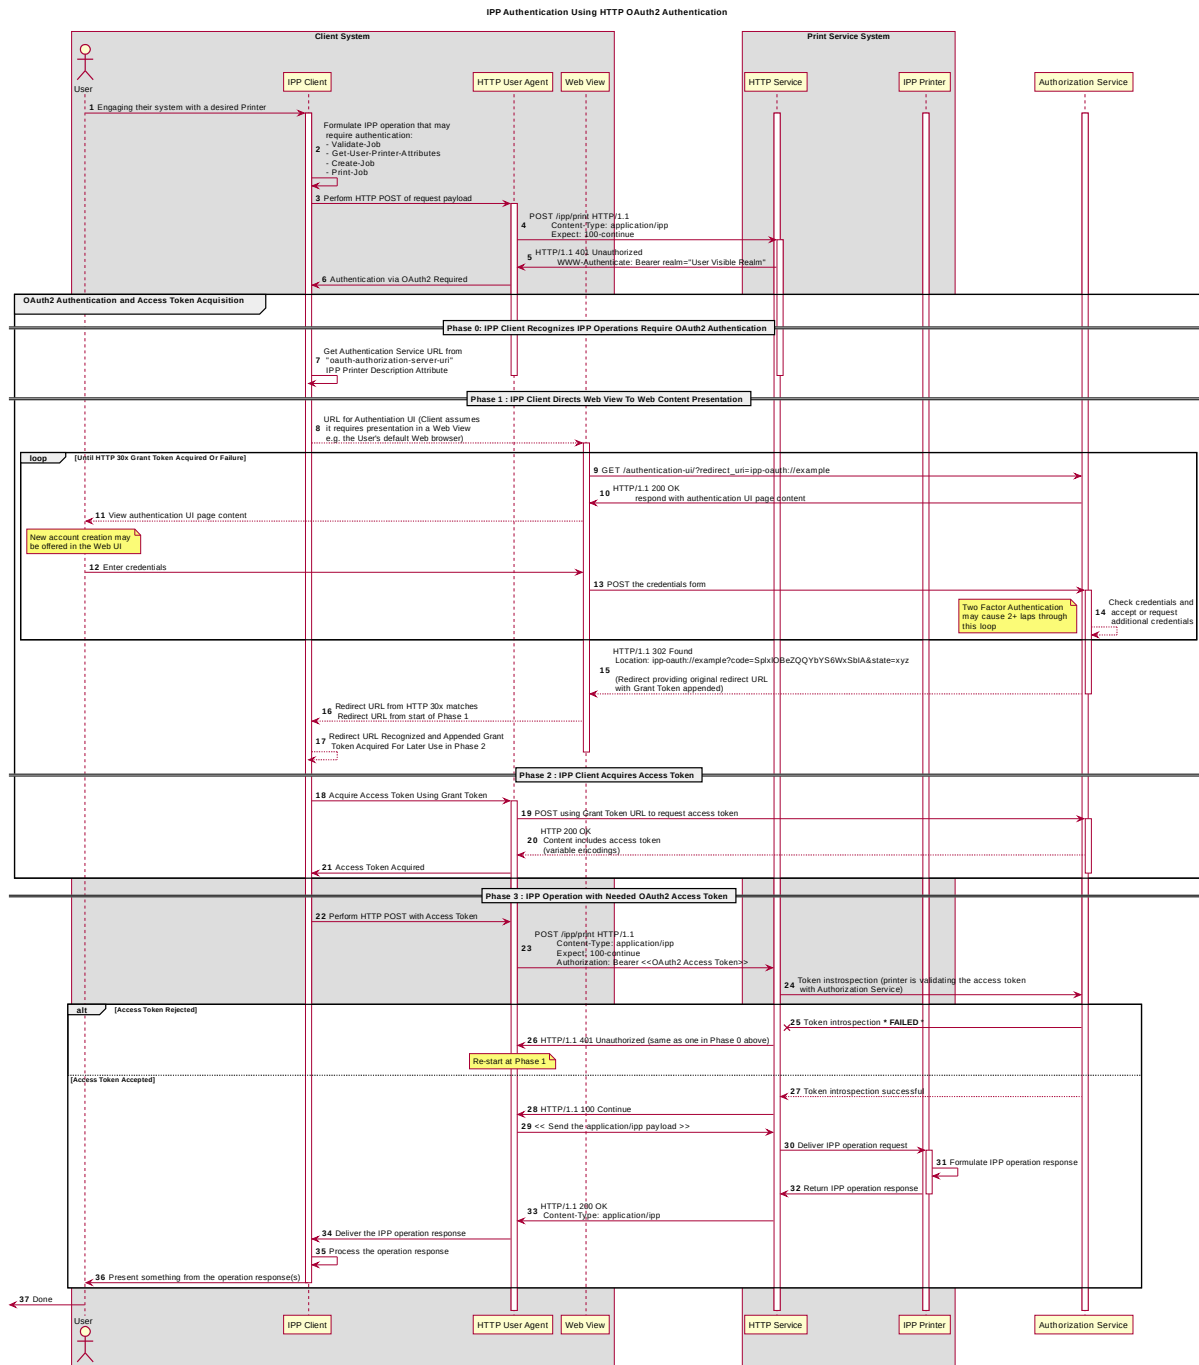 IPP Authentication Using HTTP OAuth2 Authentication
Client System
Print Service System
User
IPP Client
HTTP User Agent
Web View
HTTP Service
IPP Printer
Authorization Service
1 Engaging their system with a desired Printer
Formulate IPP operation that may
require authentication:
2 - Validate-Job
- Get-User-Printer-Attributes
- Create-Job
- Print-Job
3 Perform HTTP POST of request payload
POST /ipp/print HTTP/1.1
4 Content-Type: application/ipp
Expect: 100-continue
HTTP/1.1 401 Unauthorized
5 WWW-Authenticate: Bearer realm="User Visible Realm"
6 Authentication via OAuth2 Required
OAuth2 Authentication and Access Token Acquisition
Phase 0: IPP Client Recognizes IPP Operations Require OAuth2 Authentication
Get Authentication Service URL from
7 "oauth-authorization-server-uri"
IPP Printer Description Attribute
Phase 1 : IPP Client Directs Web View To Web Content Presentation
URL for Authentiation UI (Client assumes
8 it requires presentation in a Web View
e.g. the User's default Web browser)
loop [Until HTTP 30x Grant Token Acquired Or Failure]
9 GET /authentication-ui/?redirect_uri=ipp-oauth://example
HTTP/1.1 200 OK
10 respond with authentication UI page content
11 View authentication UI page content
New account creation may
be offered in the Web UI
12 Enter credentials
13 POST the credentials form
Two Factor Authentication
may cause 2+ laps through
this loop
Check credentials and
14 accept or request
additional credentials
HTTP/1.1 302 Found
Location: ipp-oauth://example?code=SplxlOBeZQQYbYS6WxSbIA&state=xyz
15
(Redirect providing original redirect URL
with Grant Token appended)
16 Redirect URL from HTTP 30x matches
Redirect URL from start of Phase 1
17 Redirect URL Recognized and Appended Grant
Token Acquired For Later Use in Phase 2
Phase 2 : IPP Client Acquires Access Token
18 Acquire Access Token Using Grant Token
19 POST using Grant Token URL to request access token
HTTP 200 OK
20 Content includes access token
(variable encodings)
21 Access Token Acquired
Phase 3 : IPP Operation with Needed OAuth2 Access Token
22 Perform HTTP POST with Access Token
POST /ipp/print HTTP/1.1
23 Content-Type: application/ipp
Expect: 100-continue
Authorization: Bearer <<OAuth2 Access Token>>
24 Token instrospection (printer is validating the access token
with Authorization Service)
alt [Access Token Rejected]
25 Token introspection * FAILED *
26 HTTP/1.1 401 Unauthorized (same as one in Phase 0 above)
Re-start at Phase 1
[Access Token Accepted]
27 Token introspection successful
28 HTTP/1.1 100 Continue
29 << Send the application/ipp payload >>
30 Deliver IPP operation request
31 Formulate IPP operation response
32 Return IPP operation response
33 HTTP/1.1 200 OK
Content-Type: application/ipp
34 Deliver the IPP operation response
35 Process the operation response
36 Present something from the operation response(s)
37 Done
User
IPP Client
HTTP User Agent
Web View
HTTP Service
IPP Printer
Authorization Service